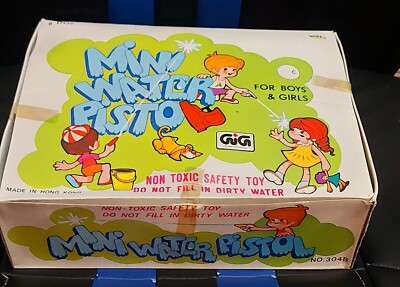 MINI
WATER
PISTOL
FOR BOYS
& GIRLS
C
GIGI
NON TOXIC SAFETY TOY
DO NOT FILL IN DIRTY WATER
MADE IN HONG KONG
NON-TOXIC SAFETY TOY
DO NOT FILL IN DIRTY WATER
MINI WATER PISTOL
NO.304B